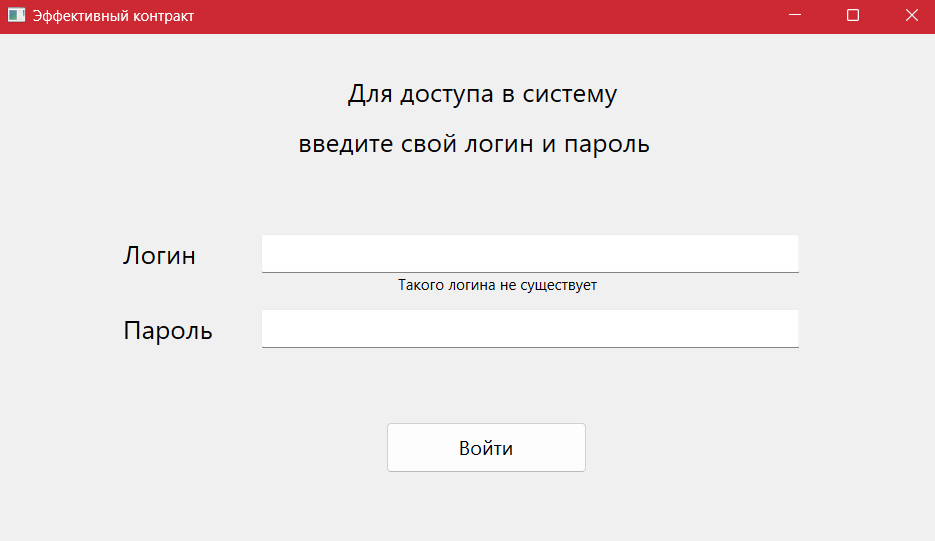 Эффективный контракт
Для доступа в систему
введите свой логин и пароль
Логин
Такого логина не существует
Пароль
Войти